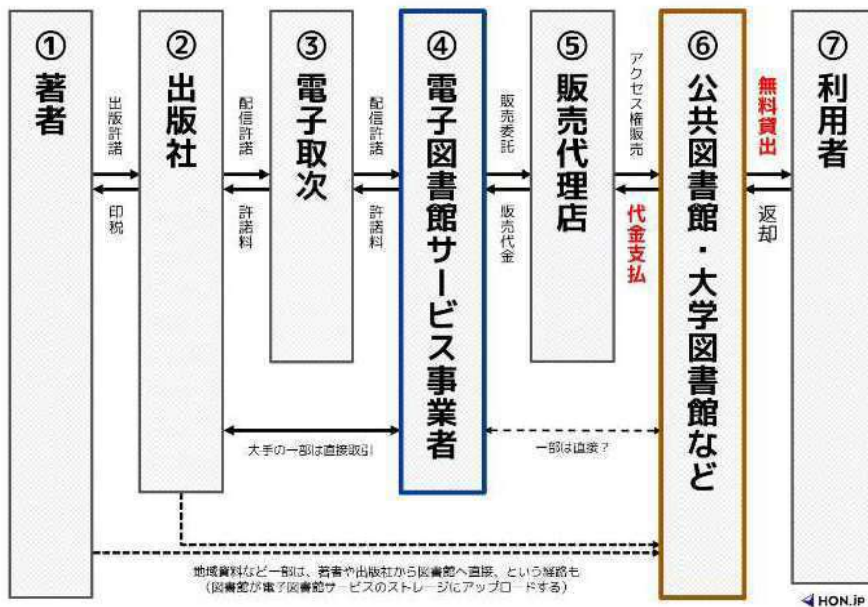 ①著者
出版許諾
印税
②出版社
配信許諾
許諾料
③電子取次
配信許諾
許諾料
④電子図書館サービス事業者
販売委託
販売代金
⑤販売代理店
アクセス権販売
代金支払
⑥公共図書館・大学図書館など
無料貸出
返却
⑦利用者
大手の一部は直接取引
一部は直接？
地域資料など一部は、著者や出版社から図書館へ直接、という経路も
（図書館が電子図書館サービスのストレージにアップロードする）
HON.jp